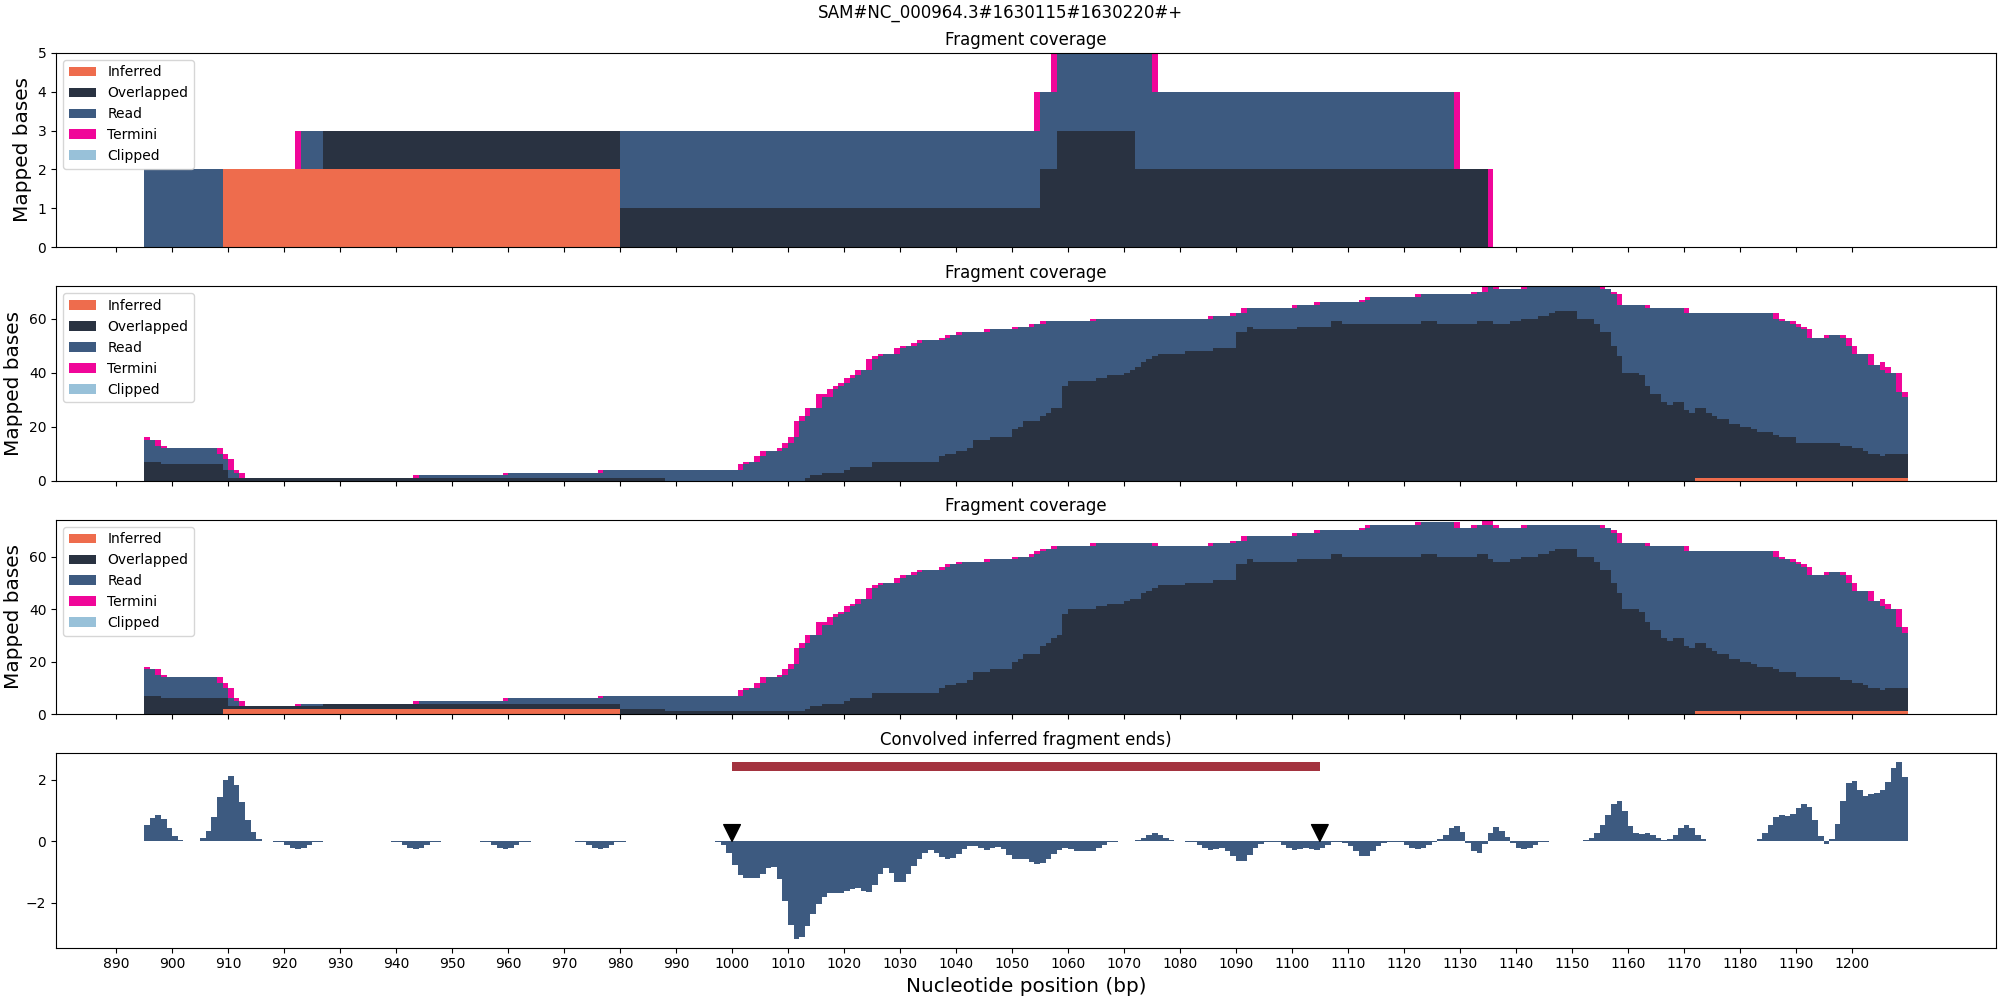 SAM#NC_000964.3#1630115#1630220#+
Fragment coverage
Mapped bases
5
4
3
2
1
0
Inferred
Overlapped
Read
Termini
Clipped
Fragment coverage
Mapped bases
60
40
20
0
Inferred
Overlapped
Read
Termini
Clipped
Fragment coverage
Mapped bases
60
40
20
0
Inferred
Overlapped
Read
Termini
Clipped
Convolved inferred fragment ends)
2
0
−2
890 900 910 920 930 940 950 960 970 980 990 1000 1010 1020 1030 1040 1050 1060 1070 1080 1090 1100 1110 1120 1130 1140 1150 1160 1170 1180 1190 1200
Nucleotide position (bp)